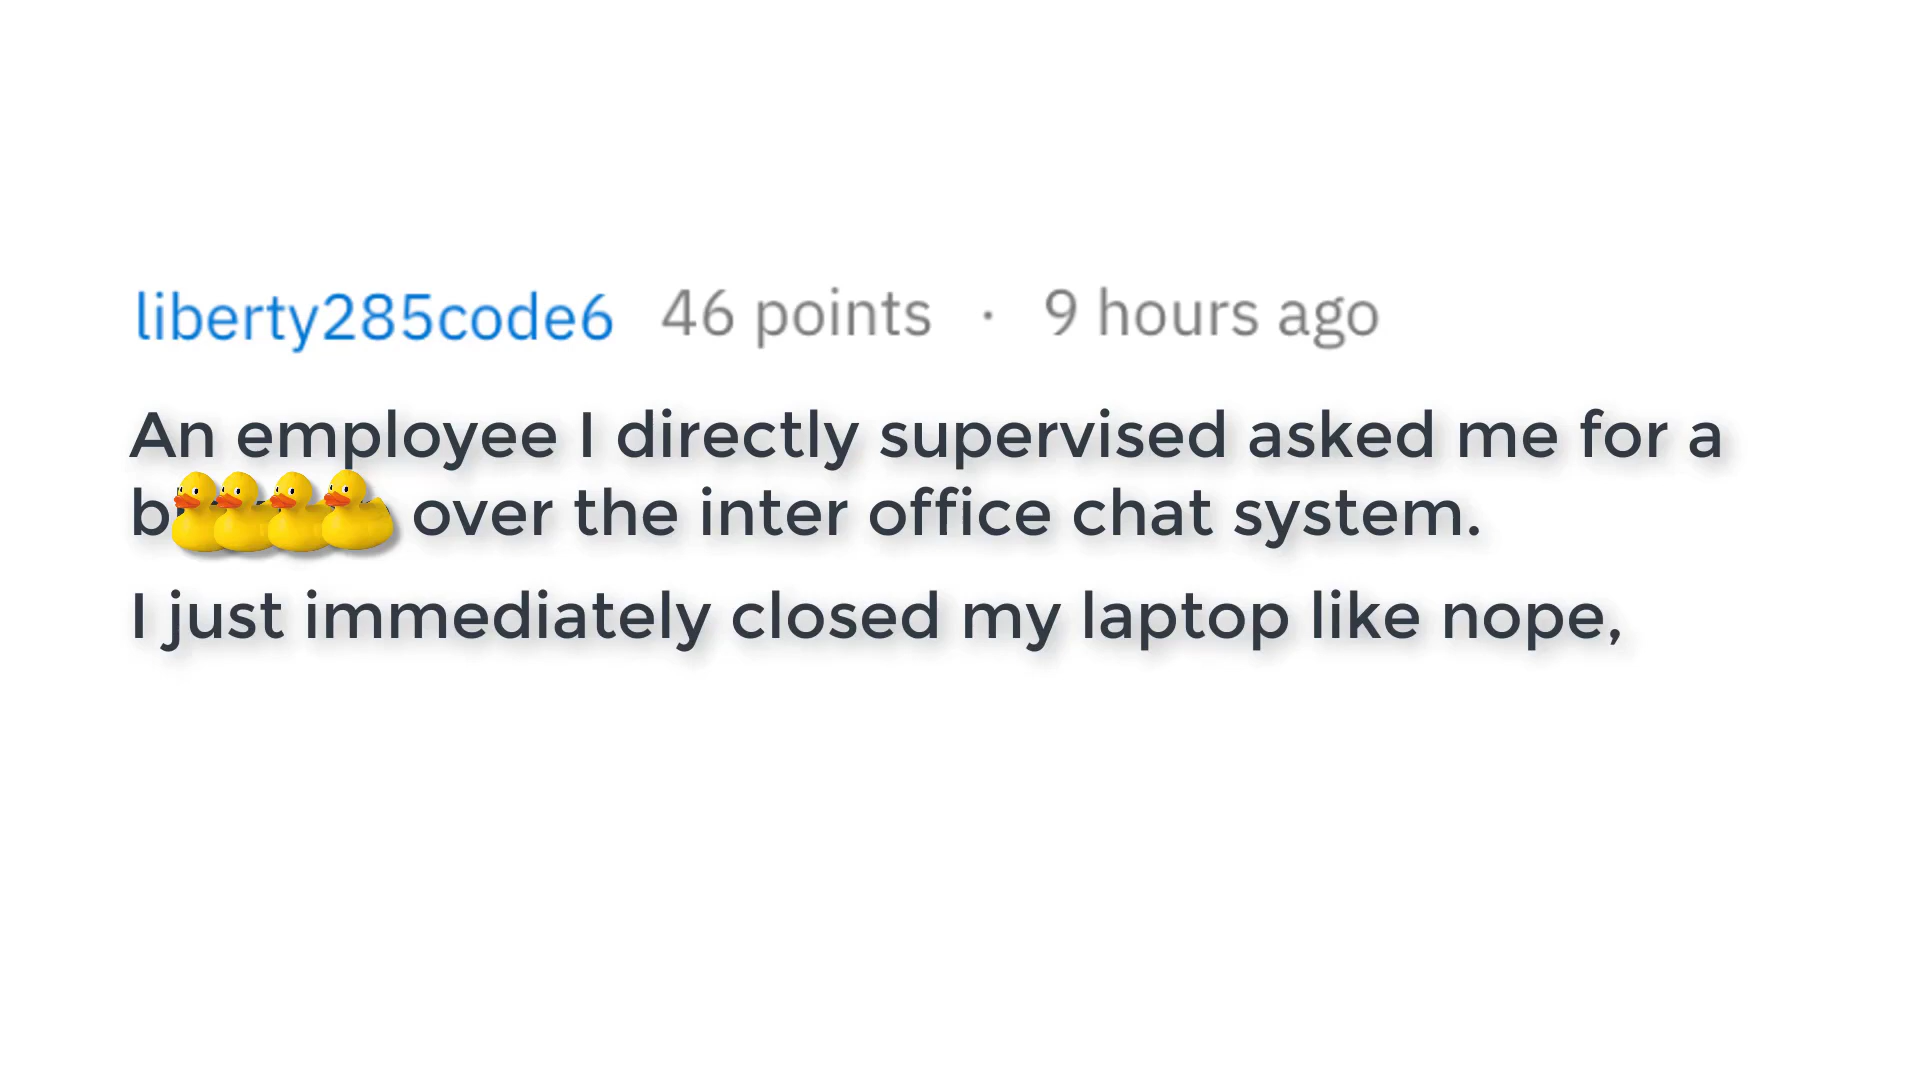 liberty285code6 46 points · 9 hours ago
An employee I directly supervised asked me for a
over the inter office chat system.
I just immediately closed my laptop like nope,